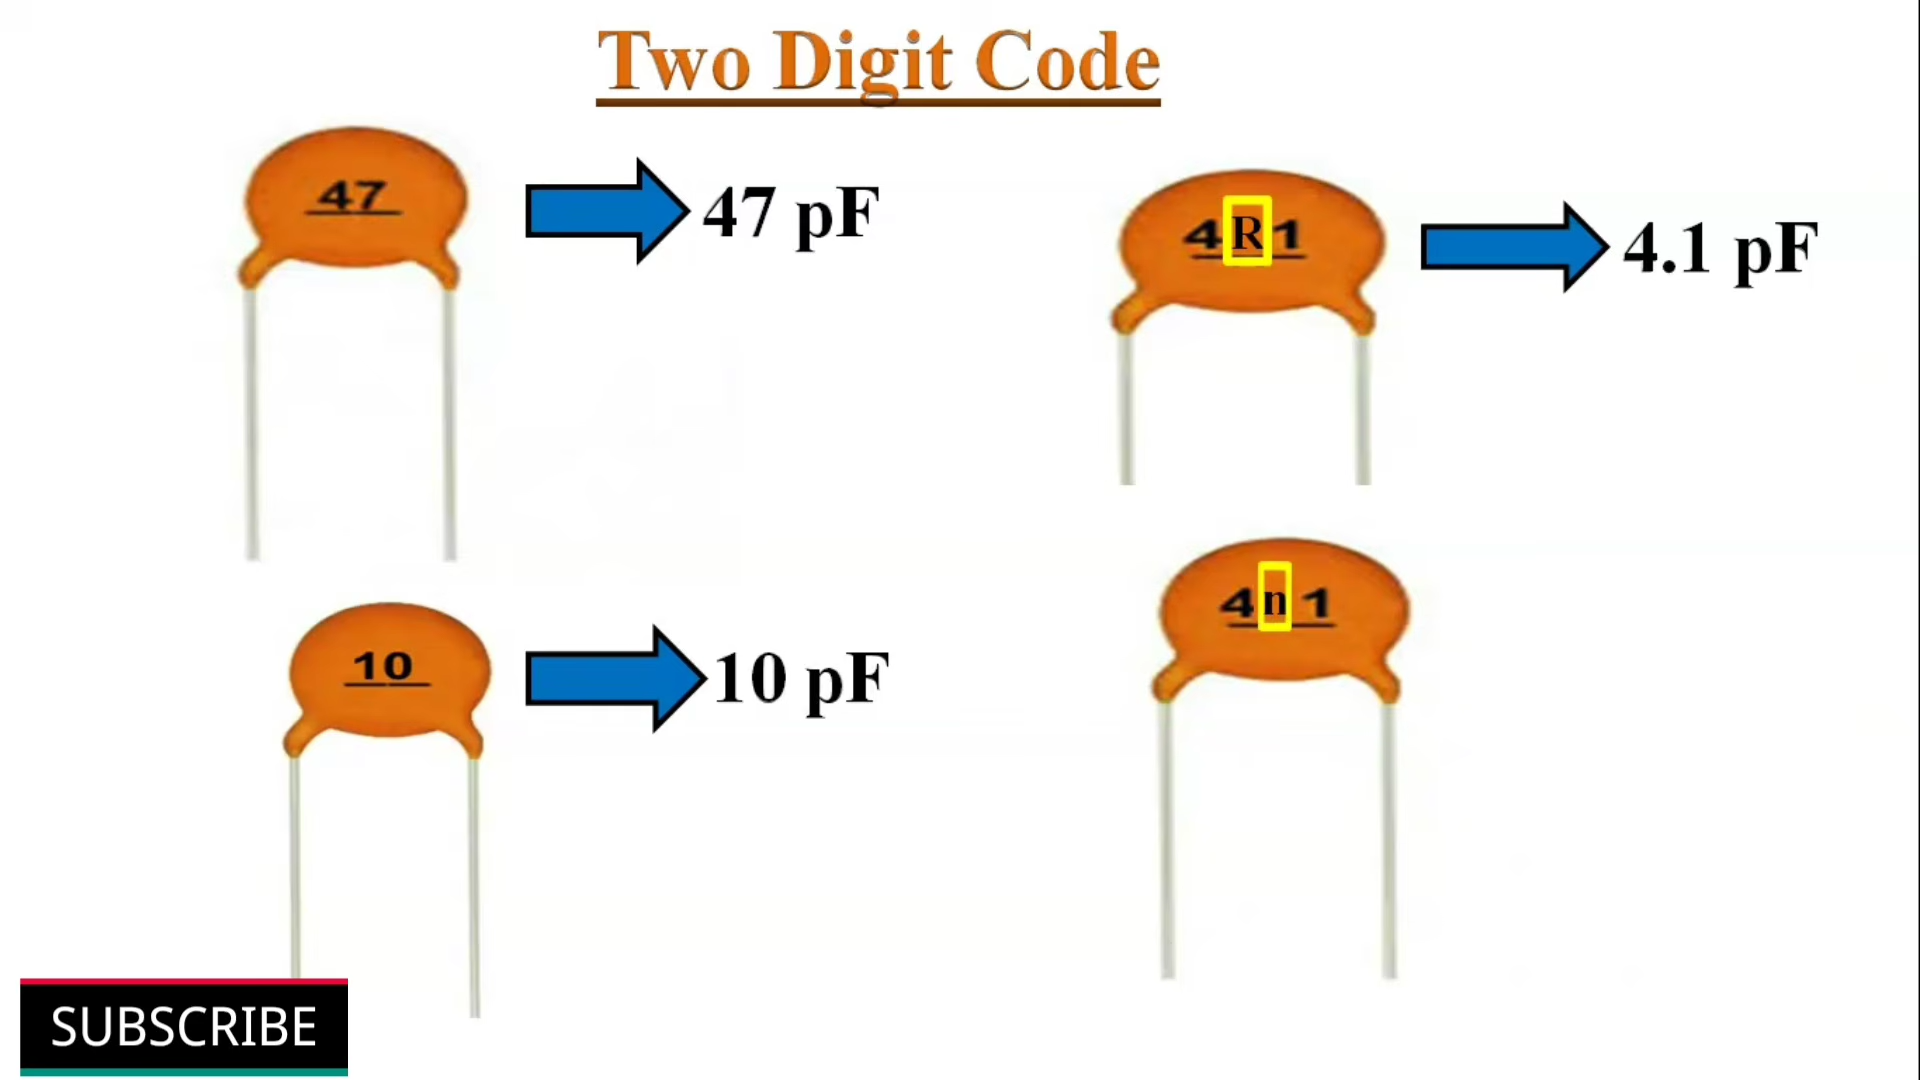 Two Digit Code
47
47 pF
4R1
4.1 pF
10
10 pF
4n1
SUBSCRIBE